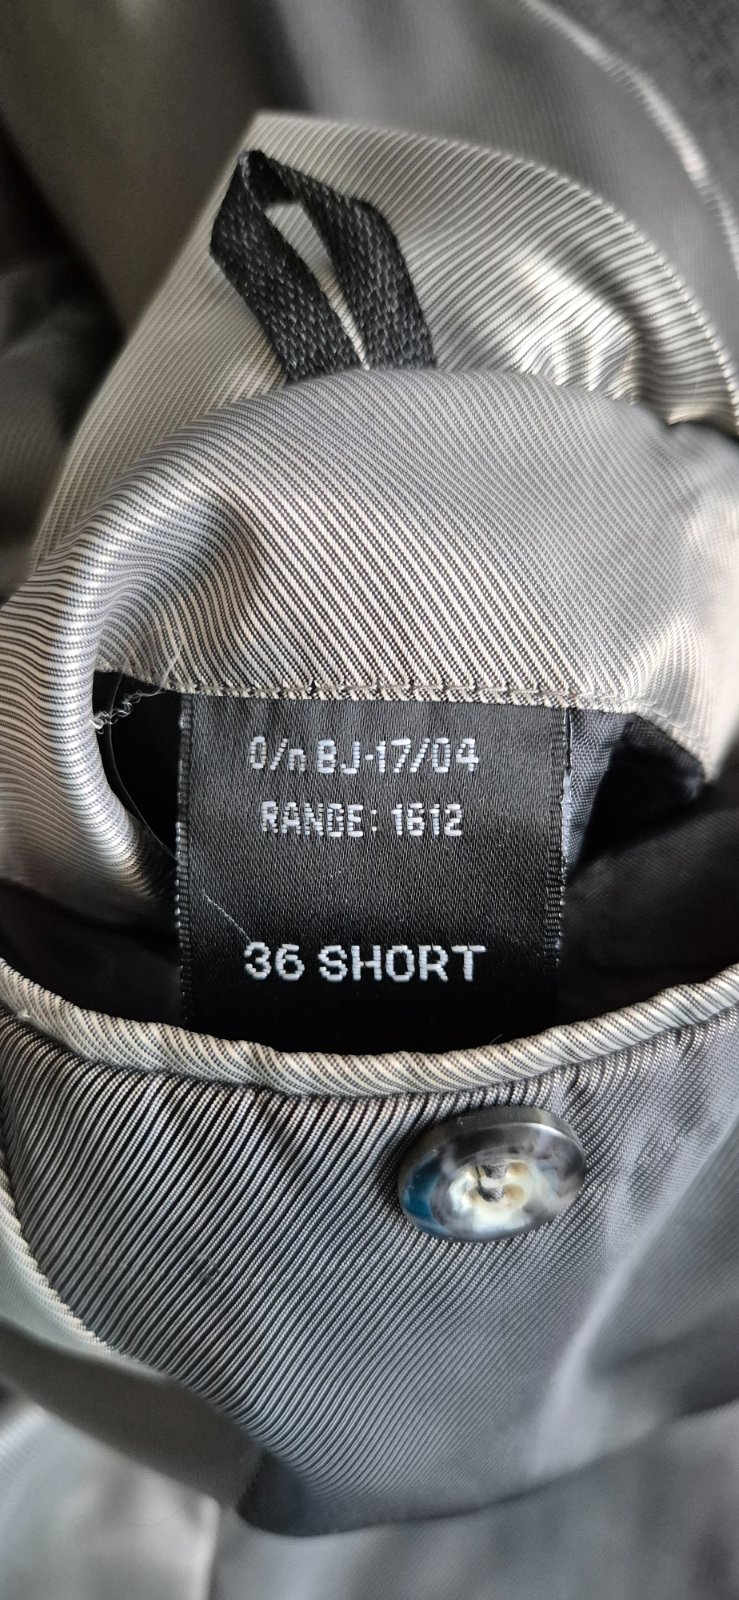 O/n BJ-17/04
RANGE: 1612
36 SHORT